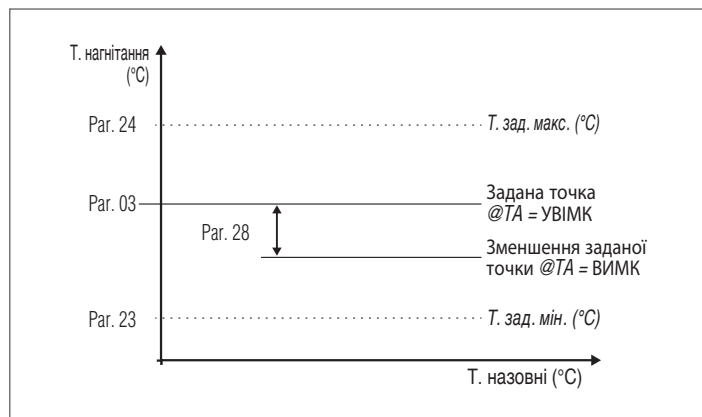 Т. нагнітання
(°C)
Par. 24
Т. зад. макс. (°C)
Par. 03
Задана точка
@TA = УВІМК
Par. 28
Зменшення заданої
точки @TA = ВИМК
Par. 23
Т. зад. мін. (°C)
Т. назовні (°C)